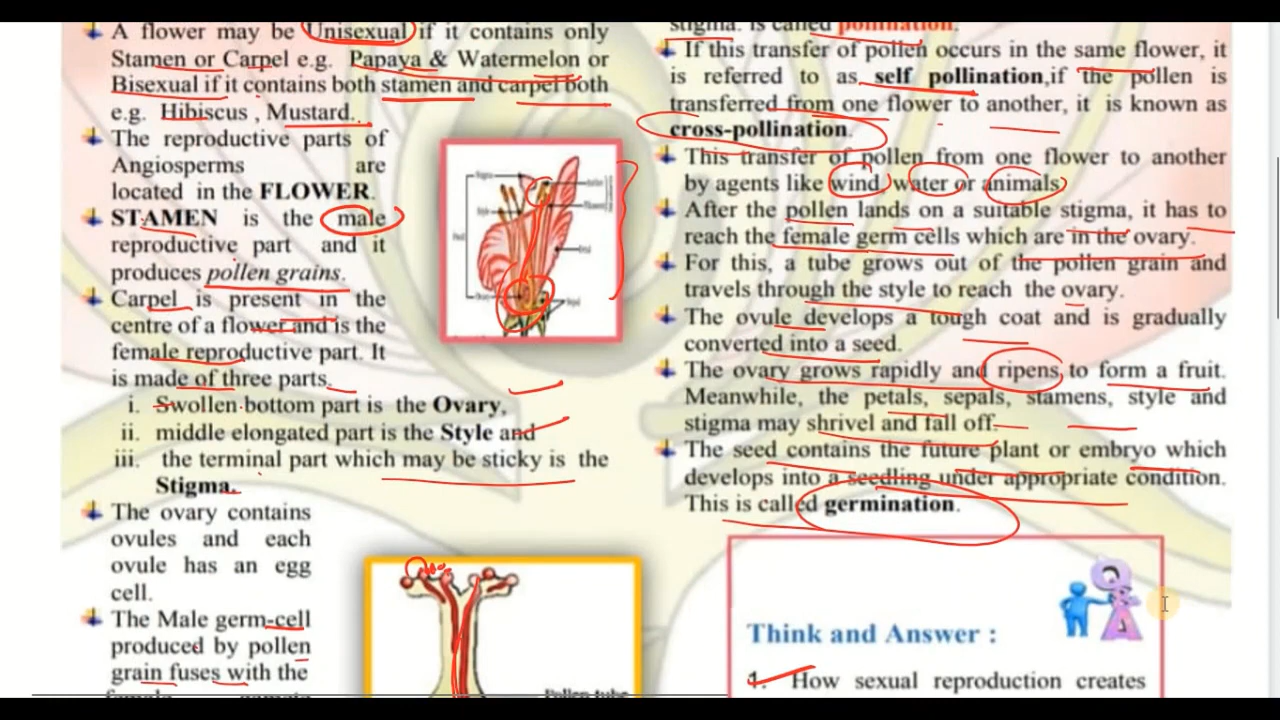 A flower may be Unisexual if it contains only
Stamen or Carpel e.g. Papaya & Watermelon or
Bisexual if it contains both stamen and carpel both
e.g. Hibiscus , Mustard.
The reproductive parts of
Angiosperms are
located in the FLOWER.
STAMEN is the male
reproductive part and it
produces pollen grains.
Carpel is present in the
centre of a flower and is the
female reproductive part. It
is made of three parts.
i. Swollen bottom part is the Ovary,
ii. middle elongated part is the Style and
iii. the terminal part which may be sticky is the
Stigma.
The ovary contains
ovules and each
ovule has an egg
cell.
The Male germ-cell
produced by pollen
grain fuses with the
female gamete
Pollen tube
stigma. is called pollination.
If this transfer of pollen occurs in the same flower, it
is referred to as self pollination,if the pollen is
transferred from one flower to another, it is known as
cross-pollination.
This transfer of pollen from one flower to another
by agents like wind, water or animals
After the pollen lands on a suitable stigma, it has to
reach the female germ cells which are in the ovary.
For this, a tube grows out of the pollen grain and
travels through the style to reach the ovary.
The ovule develops a tough coat and is gradually
converted into a seed.
The ovary grows rapidly and ripens to form a fruit.
Meanwhile, the petals, sepals, stamens, style and
stigma may shrivel and fall off.
The seed contains the future plant or embryo which
develops into a seedling under appropriate condition.
This is called germination.
Think and Answer :
1. How sexual reproduction creates